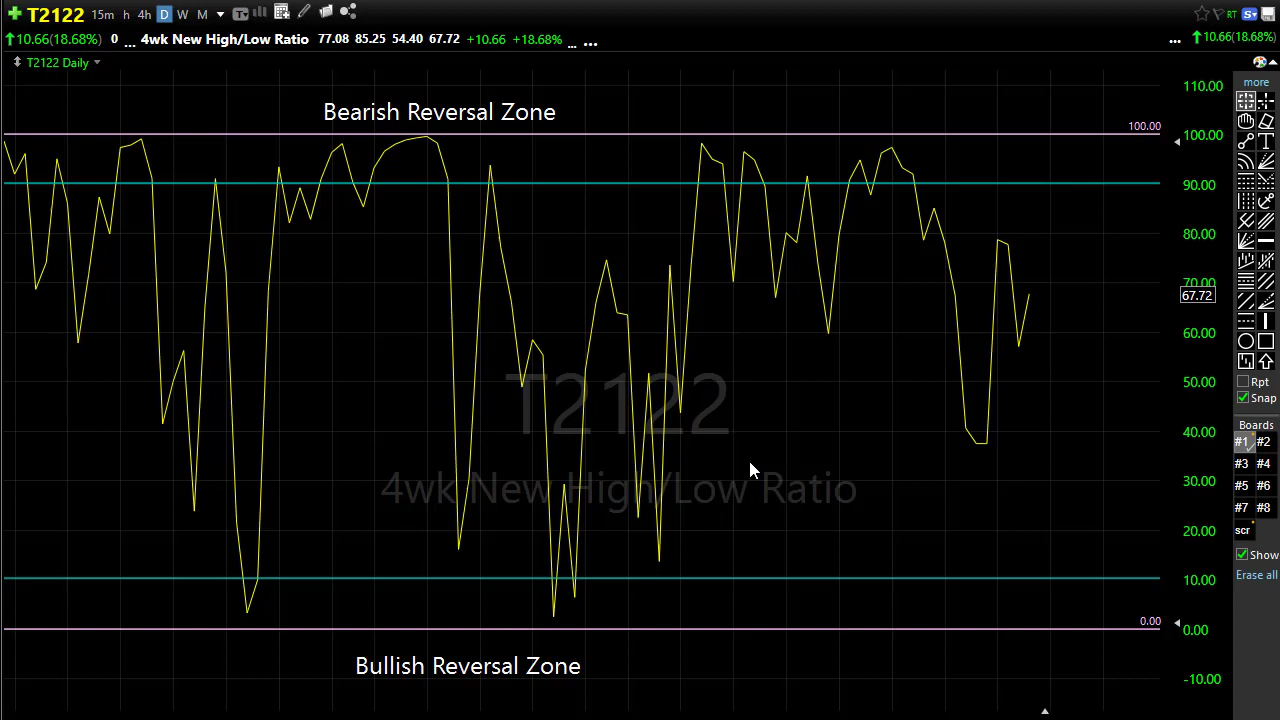 T2122 15m h 4h D W M
RT
10.66(18.68%) 0 ... 4wk New High/Low Ratio 77.08 85.25 54.40 67.72 +10.66 +18.68% ... ...
... 10.66(18.68%)
T2122 Daily
more
110.00
Bearish Reversal Zone
100.00
100.00
90.00
80.00
70.00
67.72
60.00
50.00
40.00
30.00
20.00
10.00
0.00
0.00
-10.00
T2122
4wk New High/Low Ratio
Bullish Reversal Zone
Rpt
Snap
Boards
#1 #2
#3 #4
#5 #6
#7 #8
scr
Show
Erase all